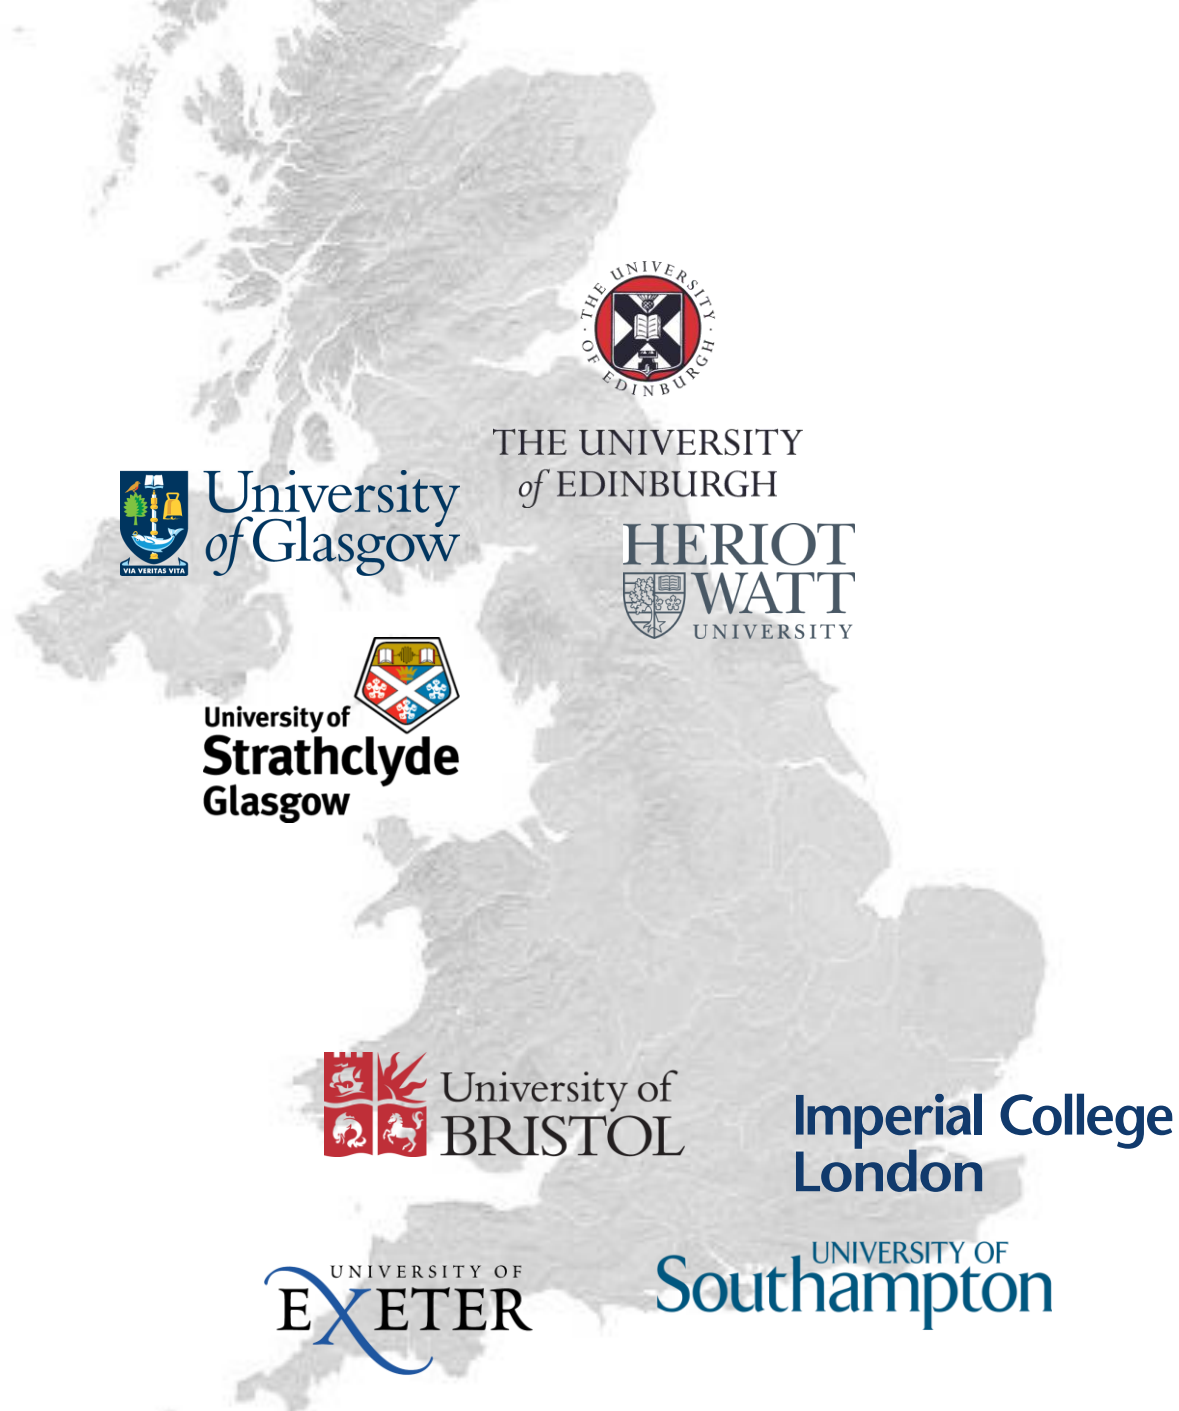 · THE UNIVERSITY ·
OF EDINBURGH
THE UNIVERSITY
of EDINBURGH
University
of Glasgow
VIA VERITAS VITA
HERIOT
WATT
UNIVERSITY
University of
Strathclyde
Glasgow
University of
BRISTOL
Imperial College
London
UNIVERSITY OF
EXETER
UNIVERSITY OF
Southampton